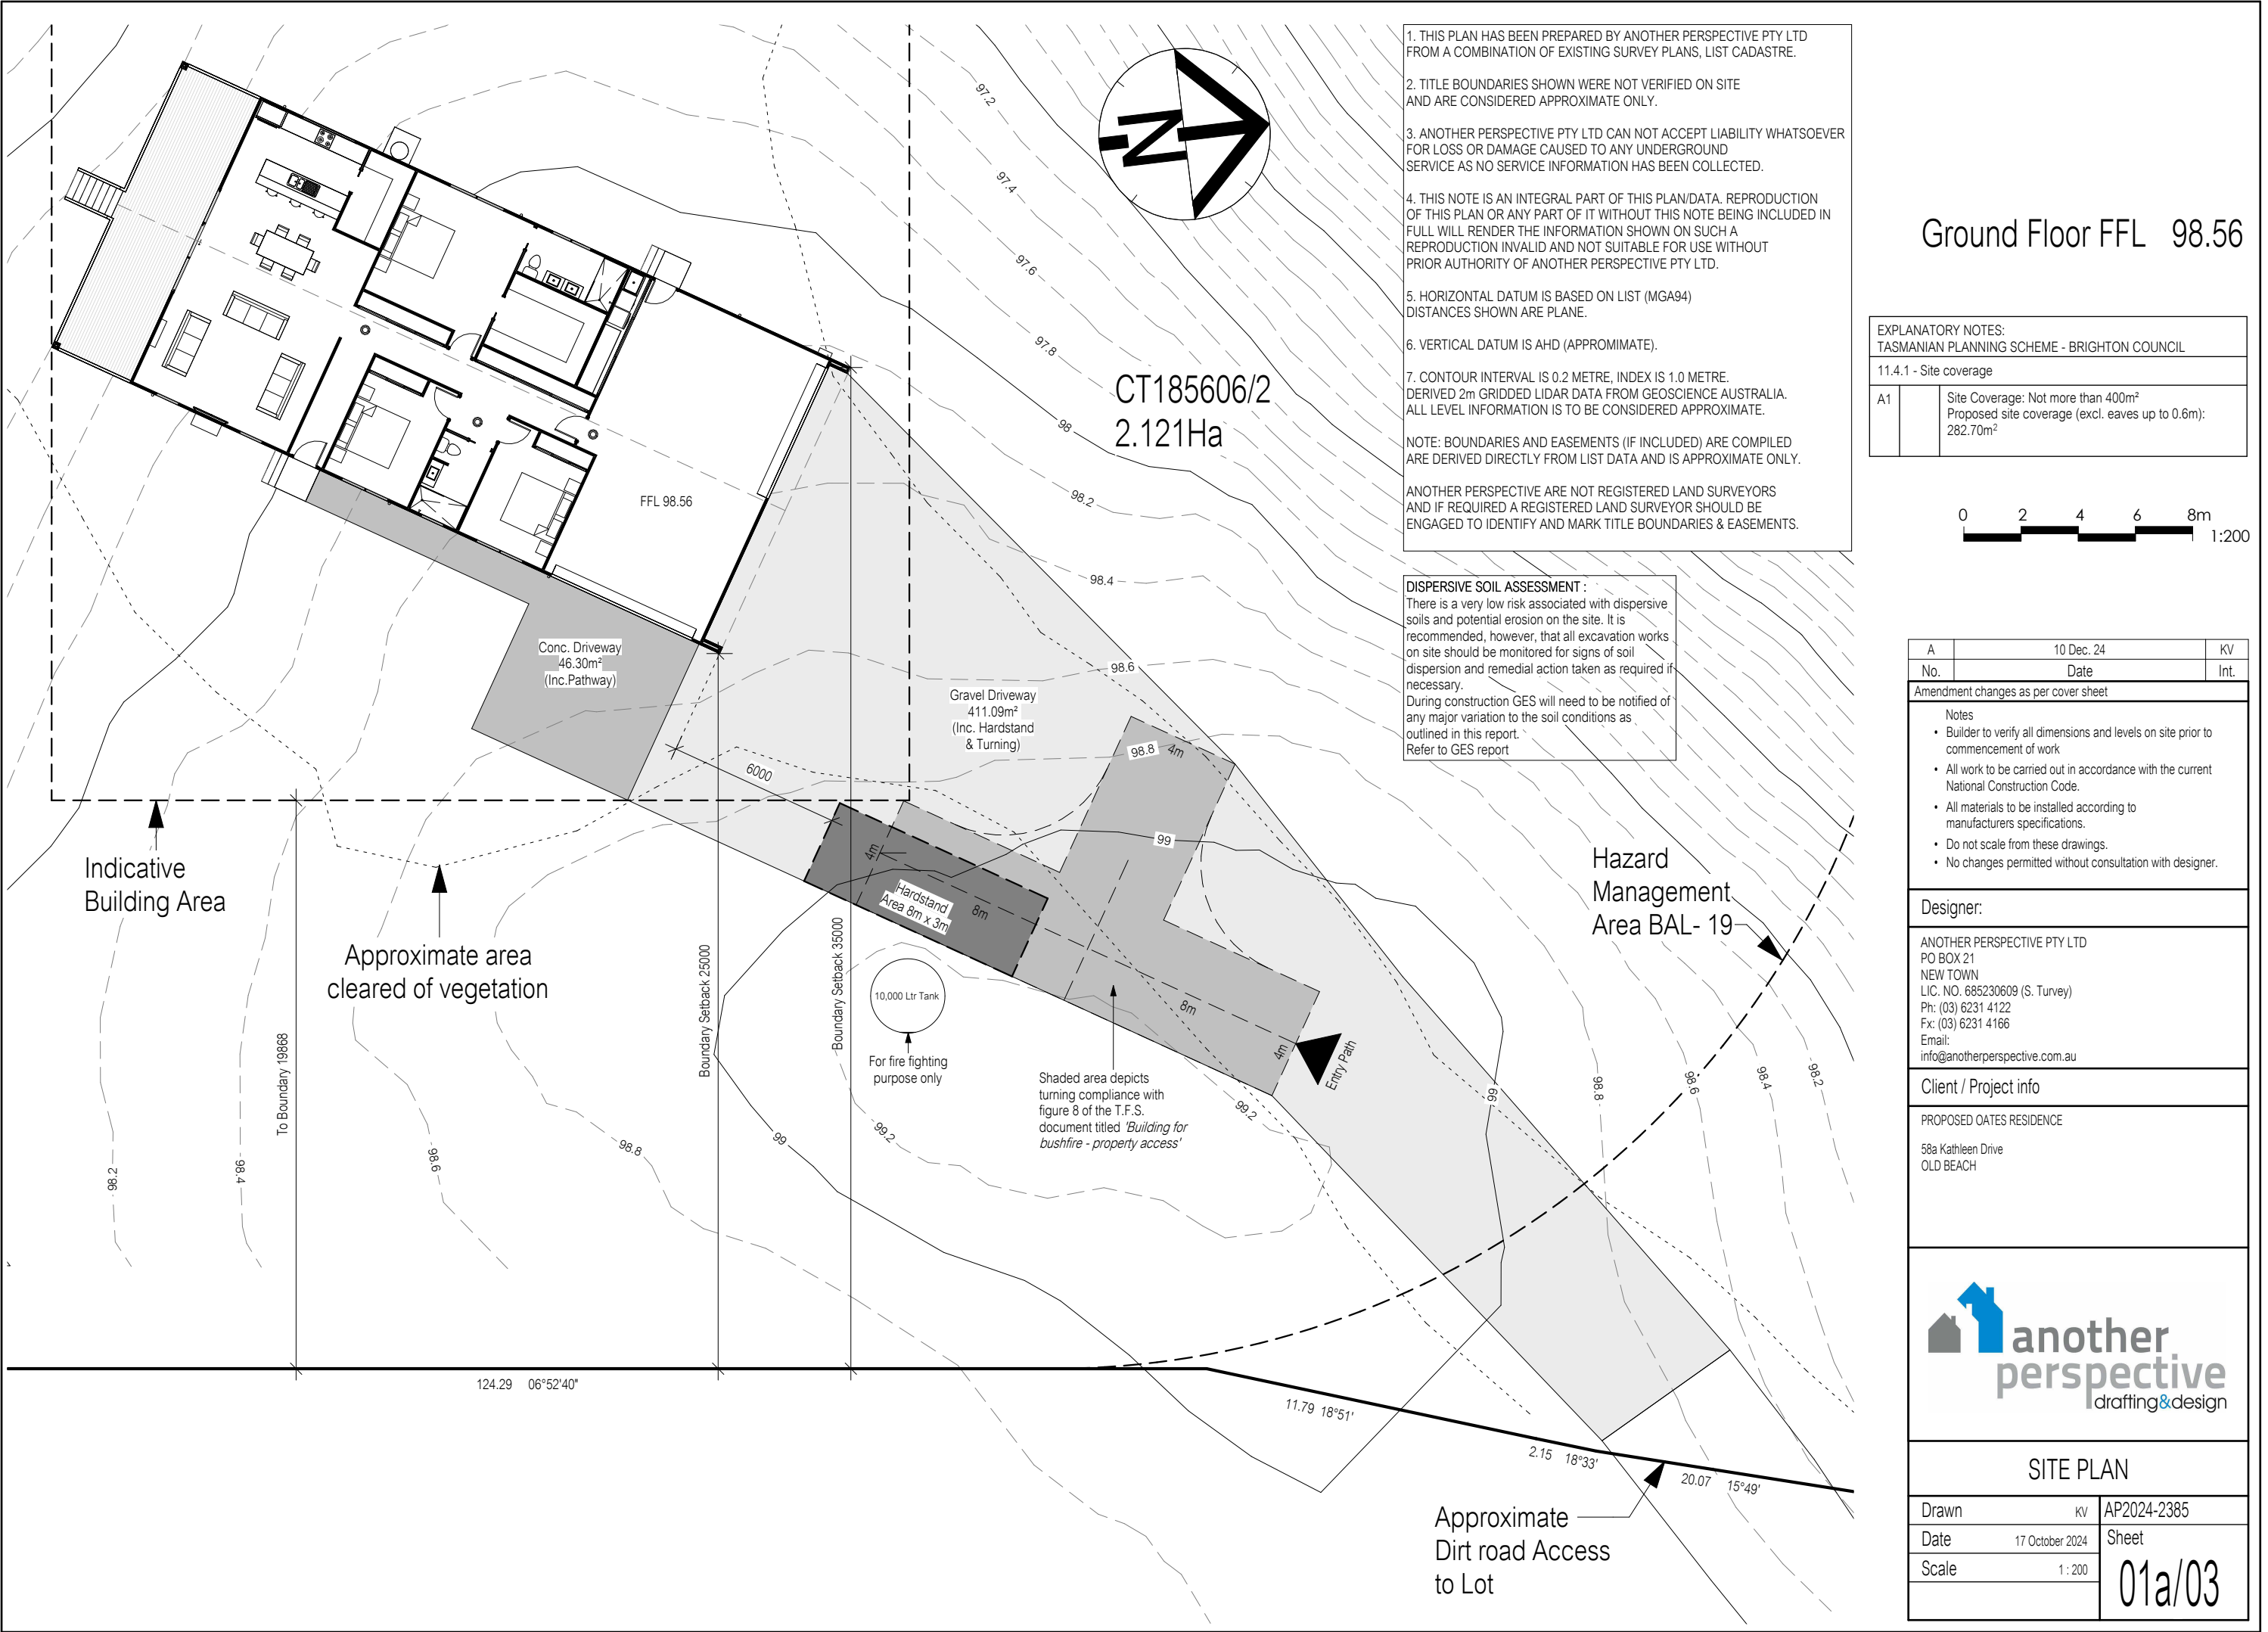 1. THIS PLAN HAS BEEN PREPARED BY ANOTHER PERSPECTIVE PTY LTD
FROM A COMBINATION OF EXISTING SURVEY PLANS, LIST CADASTRE.
2. TITLE BOUNDARIES SHOWN WERE NOT VERIFIED ON SITE
AND ARE CONSIDERED APPROXIMATE ONLY.
3. ANOTHER PERSPECTIVE PTY LTD CAN NOT ACCEPT LIABILITY WHATSOEVER
FOR LOSS OR DAMAGE CAUSED TO ANY UNDERGROUND
SERVICE AS NO SERVICE INFORMATION HAS BEEN COLLECTED.
4. THIS NOTE IS AN INTEGRAL PART OF THIS PLAN/DATA. REPRODUCTION
OF THIS PLAN OR ANY PART OF IT WITHOUT THIS NOTE BEING INCLUDED IN
FULL WILL RENDER THE INFORMATION SHOWN ON SUCH A
REPRODUCTION INVALID AND NOT SUITABLE FOR USE WITHOUT
PRIOR AUTHORITY OF ANOTHER PERSPECTIVE PTY LTD.
5. HORIZONTAL DATUM IS BASED ON LIST (MGA94)
DISTANCES SHOWN ARE PLANE.
6. VERTICAL DATUM IS AHD (APPROMIMATE).
7. CONTOUR INTERVAL IS 0.2 METRE, INDEX IS 1.0 METRE.
DERIVED 2m GRIDDED LIDAR DATA FROM GEOSCIENCE AUSTRALIA.
ALL LEVEL INFORMATION IS TO BE CONSIDERED APPROXIMATE.
NOTE: BOUNDARIES AND EASEMENTS (IF INCLUDED) ARE COMPILED
ARE DERIVED DIRECTLY FROM LIST DATA AND IS APPROXIMATE ONLY.
ANOTHER PERSPECTIVE ARE NOT REGISTERED LAND SURVEYORS
AND IF REQUIRED A REGISTERED LAND SURVEYOR SHOULD BE
ENGAGED TO IDENTIFY AND MARK TITLE BOUNDARIES & EASEMENTS.
DISPERSIVE SOIL ASSESSMENT :
There is a very low risk associated with dispersive
soils and potential erosion on the site. It is
recommended, however, that all excavation works
on site should be monitored for signs of soil
dispersion and remedial action taken as required if
necessary.
During construction GES will need to be notified of
any major variation to the soil conditions as
outlined in this report.
Refer to GES report
N
97.2
97.4
97.6
97.8
98
98.2
98.4
98.6
98.8
99
CT185606/2
2.121Ha
FFL 98.56
Conc. Driveway
46.30m²
(Inc.Pathway)
Gravel Driveway
411.09m²
(Inc. Hardstand
& Turning)
6000
4m
4m
8m
Hardstand
Area 8m x 3m
8m
4m
Entry Path
Indicative
Building Area
Approximate area
cleared of vegetation
Hazard
Management
Area BAL- 19
10,000 Ltr Tank
For fire fighting
purpose only
Shaded area depicts
turning compliance with
figure 8 of the T.F.S.
document titled 'Building for
bushfire - property access'
To Boundary 19868
Boundary Setback 25000
Boundary Setback 35000
98.2
98.4
98.6
98.8
99
99.2
99.2
99
98.8
98.6
98.4
98.2
124.29 06°52'40"
11.79 18°51'
2.15 18°33'
20.07 15°49'
Approximate
Dirt road Access
to Lot
Ground Floor FFL 98.56
EXPLANATORY NOTES:
TASMANIAN PLANNING SCHEME - BRIGHTON COUNCIL
11.4.1 - Site coverage
A1 Site Coverage: Not more than 400m²
Proposed site coverage (excl. eaves up to 0.6m):
282.70m²
0 2 4 6 8m
1:200
A 10 Dec. 24 KV
No. Date Int.
Amendment changes as per cover sheet
Notes
• Builder to verify all dimensions and levels on site prior to
commencement of work
• All work to be carried out in accordance with the current
National Construction Code.
• All materials to be installed according to
manufacturers specifications.
• Do not scale from these drawings.
• No changes permitted without consultation with designer.
Designer:
ANOTHER PERSPECTIVE PTY LTD
PO BOX 21
NEW TOWN
LIC. NO. 685230609 (S. Turvey)
Ph: (03) 6231 4122
Fx: (03) 6231 4166
Email:
info@anotherperspective.com.au
Client / Project info
PROPOSED OATES RESIDENCE
58a Kathleen Drive
OLD BEACH
another
perspective
drafting&design
SITE PLAN
Drawn KV
AP2024-2385
Date 17 October 2024
Sheet
Scale 1 : 200
01a/03